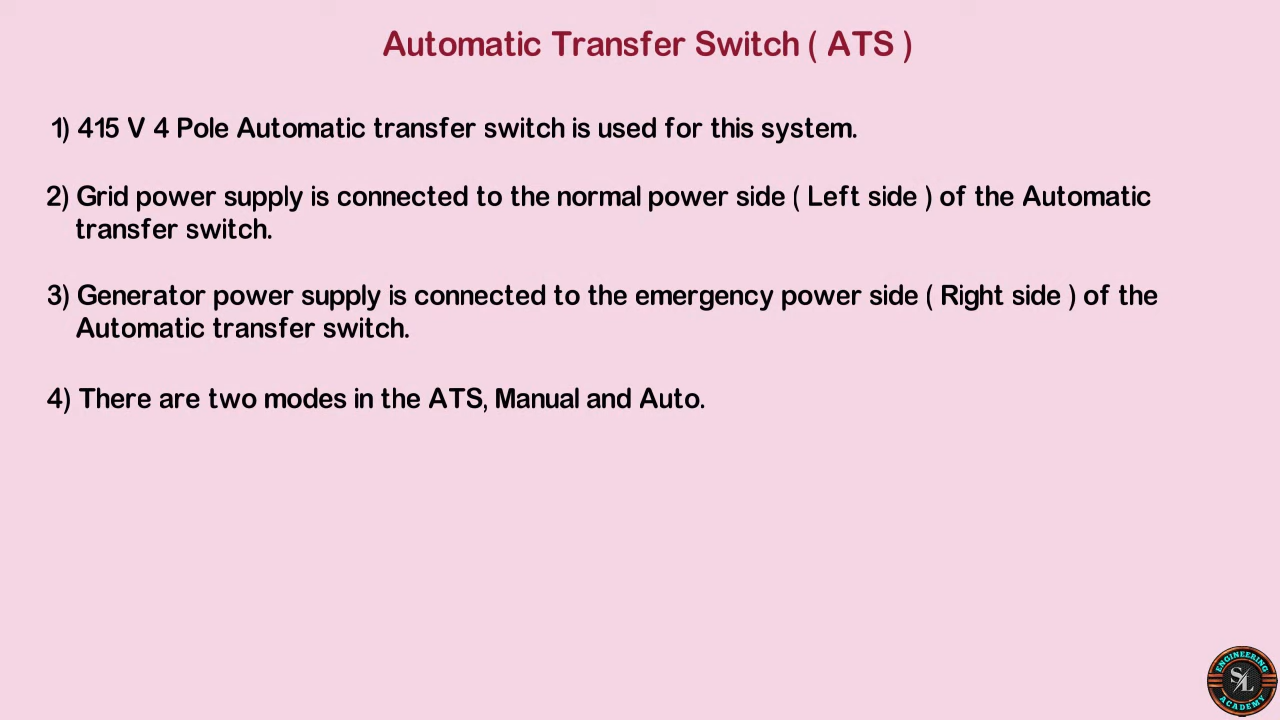 Automatic Transfer Switch ( ATS )
1) 415 V 4 Pole Automatic transfer switch is used for this system.
2) Grid power supply is connected to the normal power side ( Left side ) of the Automatic
transfer switch.
3) Generator power supply is connected to the emergency power side ( Right side ) of the
Automatic transfer switch.
4) There are two modes in the ATS, Manual and Auto.
ENGINEERING
S/L
ACADEMY